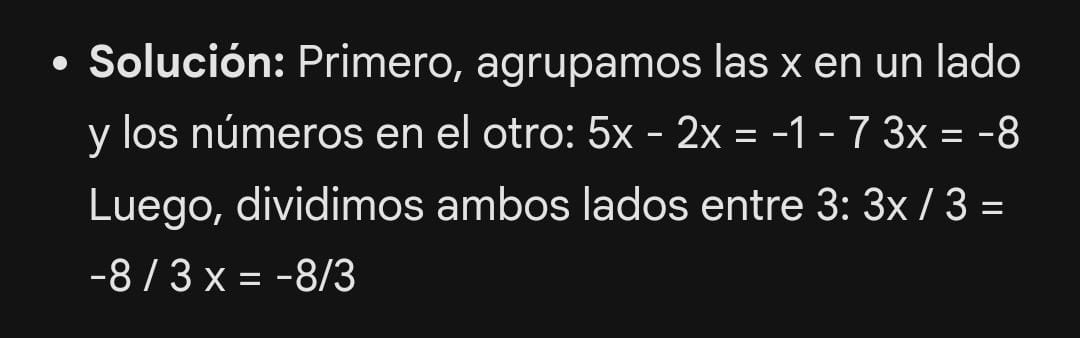 • Solución: Primero, agrupamos las x en un lado
y los números en el otro: 5x - 2x = -1 - 7 3x = -8
Luego, dividimos ambos lados entre 3: 3x / 3 =
-8 / 3 x = -8/3